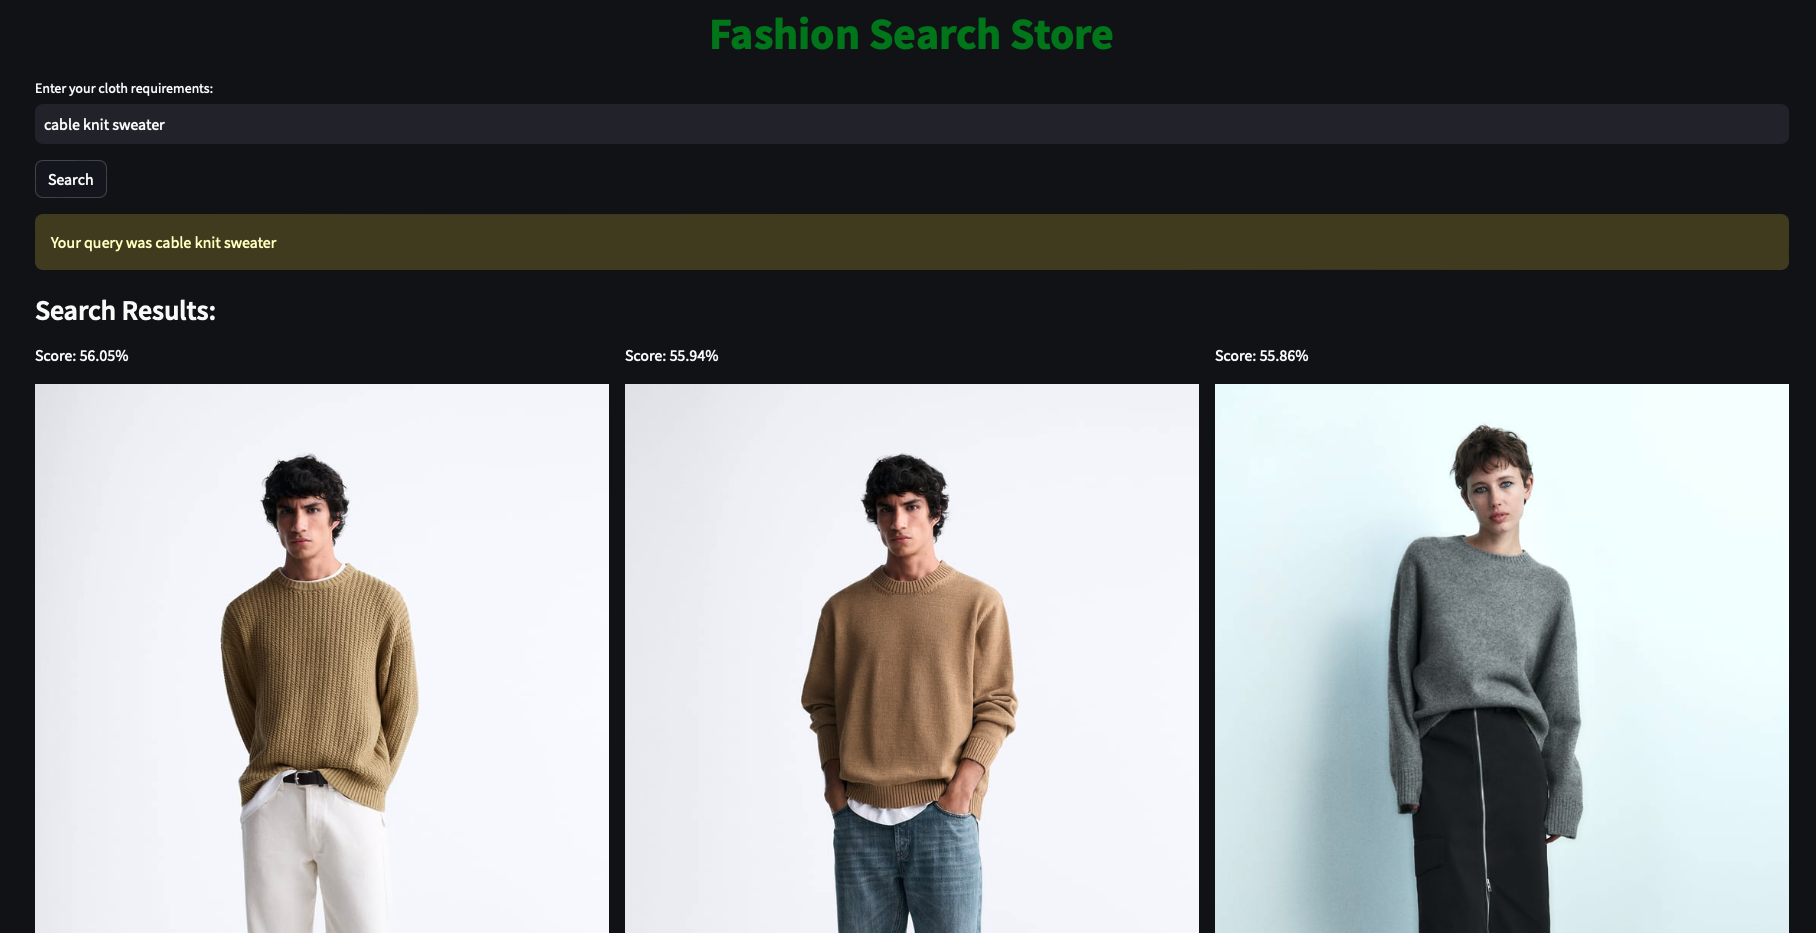 Fashion Search Store
Enter your cloth requirements:
cable knit sweater
Search
Your query was cable knit sweater
Search Results:
Score: 56.05%
Score: 55.94%
Score: 55.86%